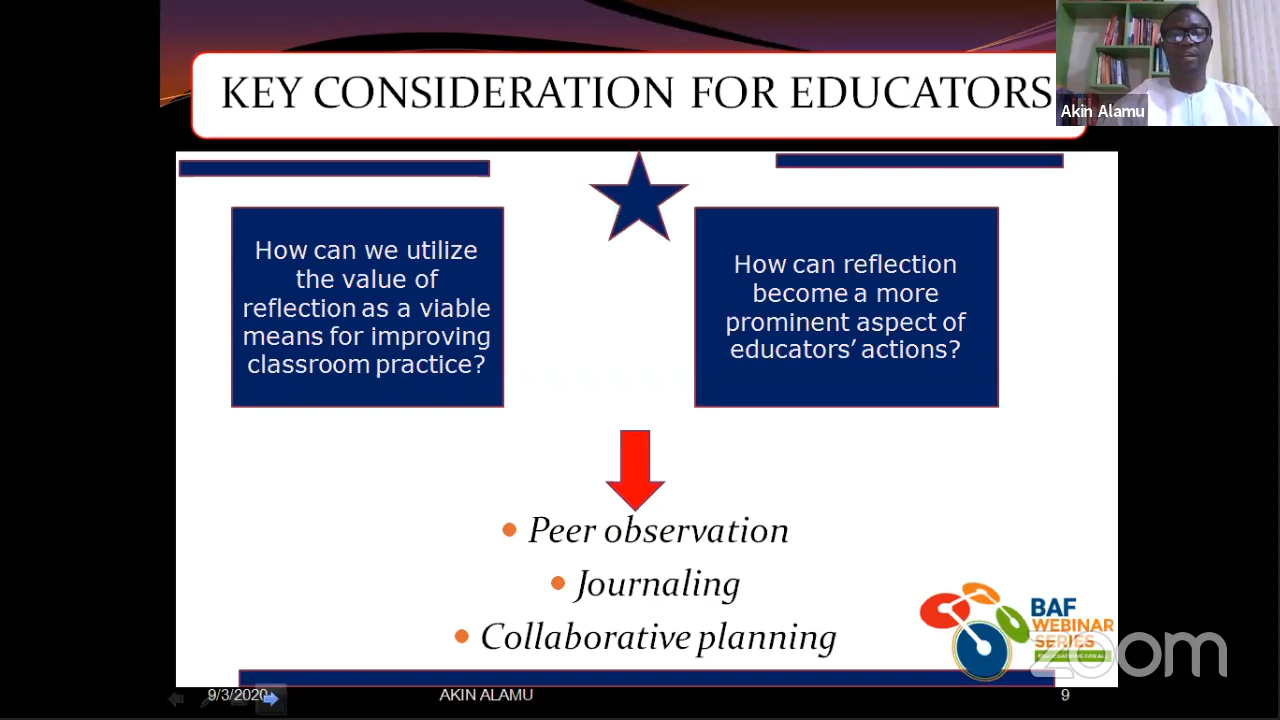 KEY CONSIDERATION FOR EDUCATORS
Akin Alamu
How can we utilize
the value of
reflection as a viable
means for improving
classroom practice?
How can reflection
become a more
prominent aspect of
educators’ actions?
• Peer observation
• Journaling
• Collaborative planning
BAF
WEBINAR
SERIES
zoom
9/3/2020
AKIN ALAMU
9